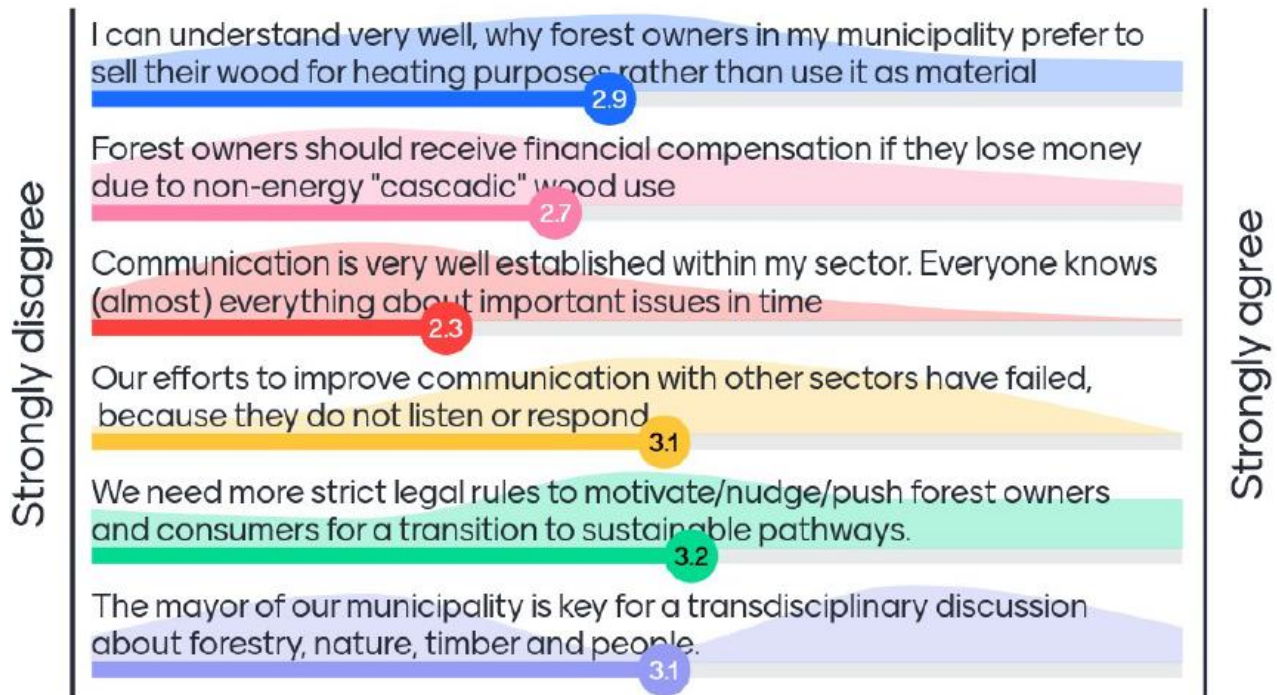 Strongly disagree
I can understand very well, why forest owners in my municipality prefer to
sell their wood for heating purposes rather than use it as material
2.9
Forest owners should receive financial compensation if they lose money
due to non-energy "cascadic" wood use
2.7
Communication is very well established within my sector. Everyone knows
(almost) everything about important issues in time
2.3
Our efforts to improve communication with other sectors have failed,
because they do not listen or respond
3.1
We need more strict legal rules to motivate/nudge/push forest owners
and consumers for a transition to sustainable pathways.
3.2
The mayor of our municipality is key for a transdisciplinary discussion
about forestry, nature, timber and people.
3.1
Strongly agree